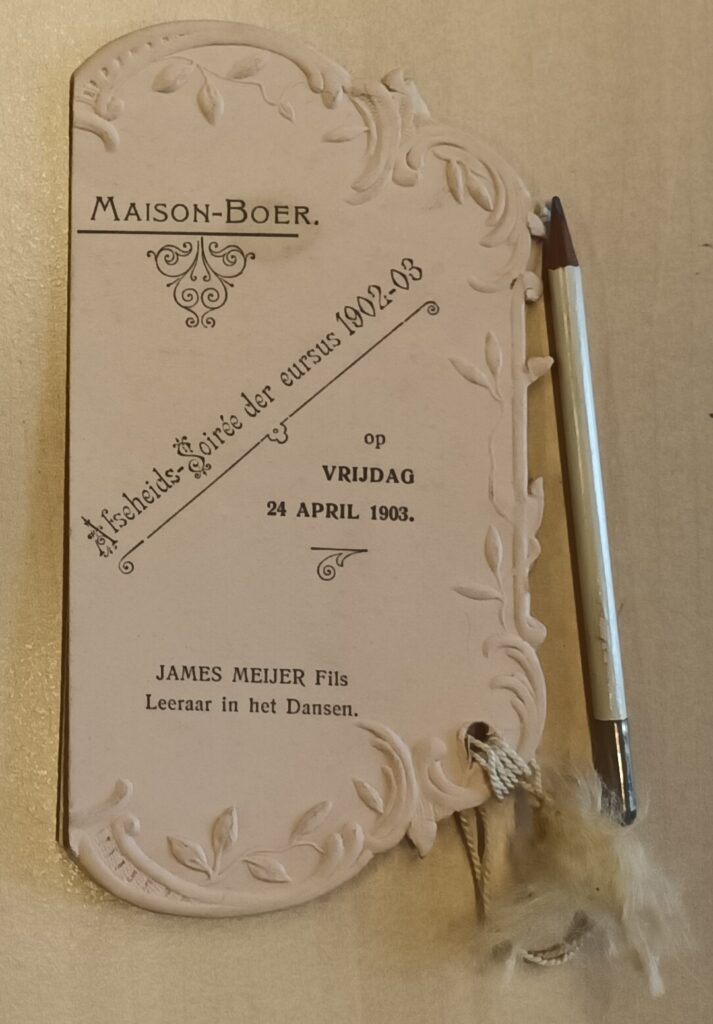 MAISON-BOER.
Afscheids-Soirée der cursus 1902-03
op
VRIJDAG
24 APRIL 1903.
JAMES MEIJER Fils
Leeraar in het Dansen.